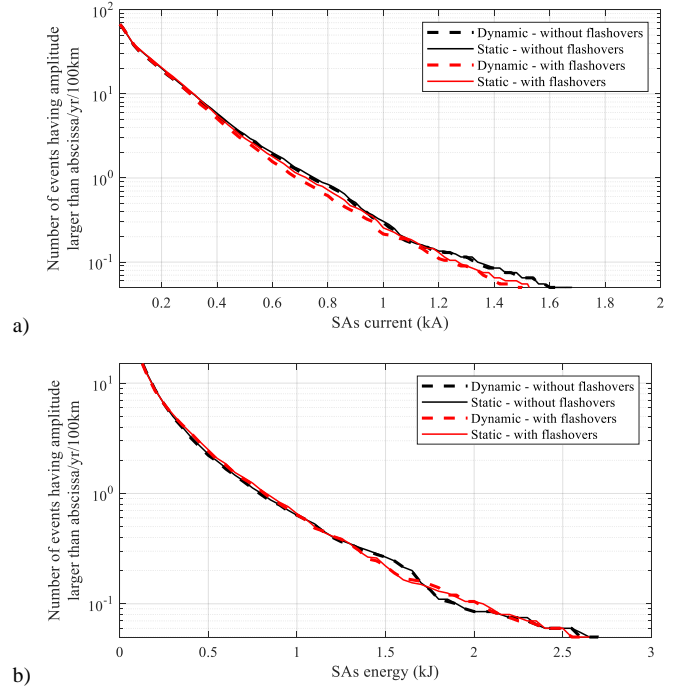 10^2
10^1
10^0
10^-1
Number of events having amplitude
larger than abscissa/yr/100km
Dynamic - without flashovers
Static - without flashovers
Dynamic - with flashovers
Static - with flashovers
0.2 0.4 0.6 0.8 1 1.2 1.4 1.6 1.8 2
SAs current (kA)
a)
10^1
10^0
10^-1
Number of events having amplitude
larger than abscissa/yr/100km
Dynamic - without flashovers
Static - without flashovers
Dynamic - with flashovers
Static - with flashovers
0 0.5 1 1.5 2 2.5 3
SAs energy (kJ)
b)